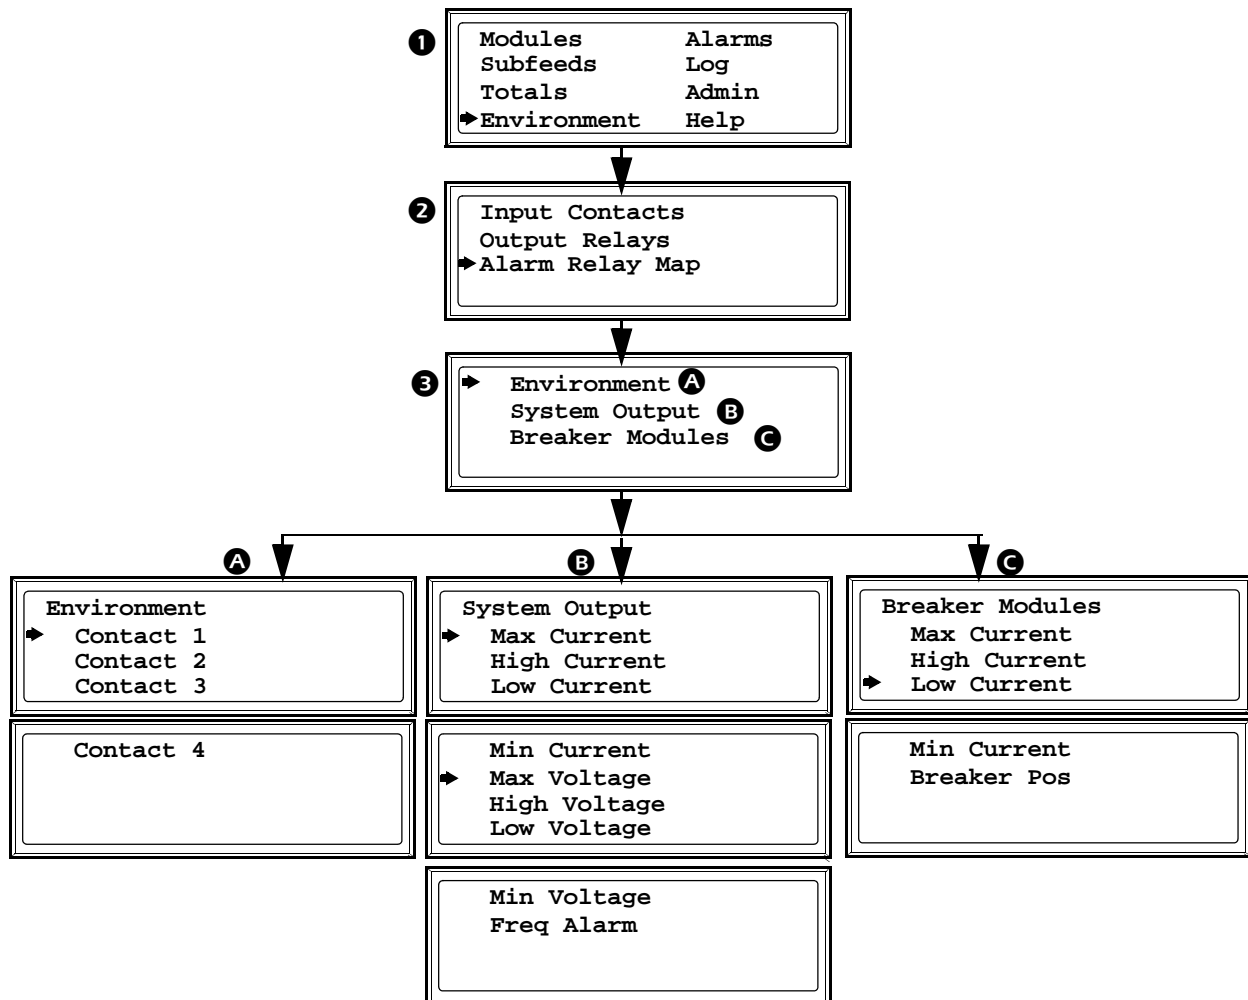 ❶
Modules Alarms
Subfeeds Log
Totals Admin
Environment Help
❷
Input Contacts
Output Relays
Alarm Relay Map
❸
Environment A
System Output B
Breaker Modules C
A
Environment
Contact 1
Contact 2
Contact 3
Contact 4
B
System Output
Max Current
High Current
Low Current
Min Current
Max Voltage
High Voltage
Low Voltage
Min Voltage
Freq Alarm
C
Breaker Modules
Max Current
High Current
Low Current
Min Current
Breaker Pos